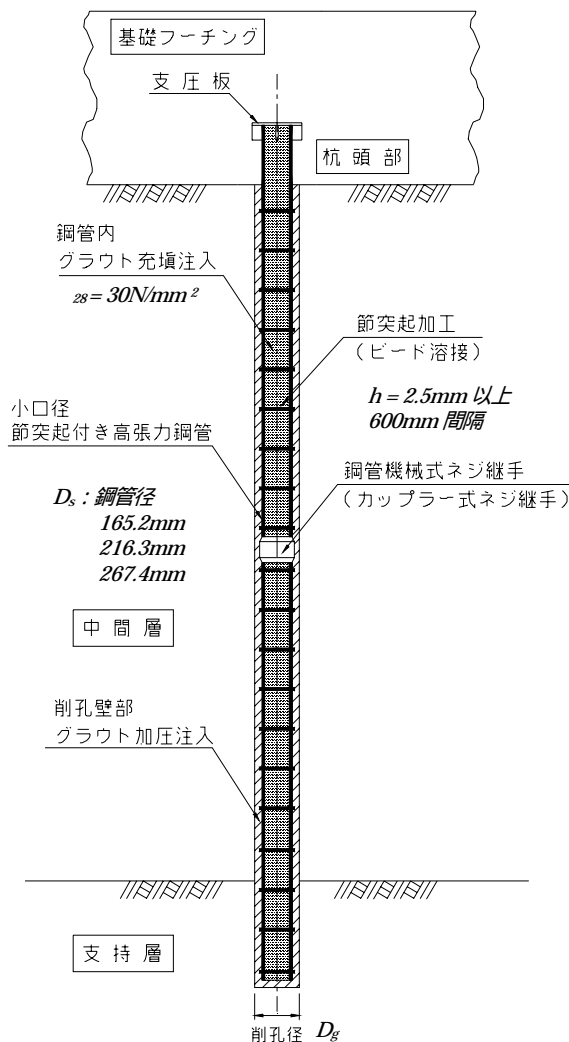 基礎フーチング
支圧板
杭頭部
鋼管内
グラウト充填注入
28 = 30N/mm²
節突起加工
(ビード溶接)
h = 2.5mm 以上
600mm 間隔
小口径
節突起付き高張力鋼管
鋼管機械式ネジ継手
(カップラー式ネジ継手)
Ds : 鋼管径
165.2mm
216.3mm
267.4mm
中間層
削孔壁部
グラウト加圧注入
支持層
削孔径 Dg